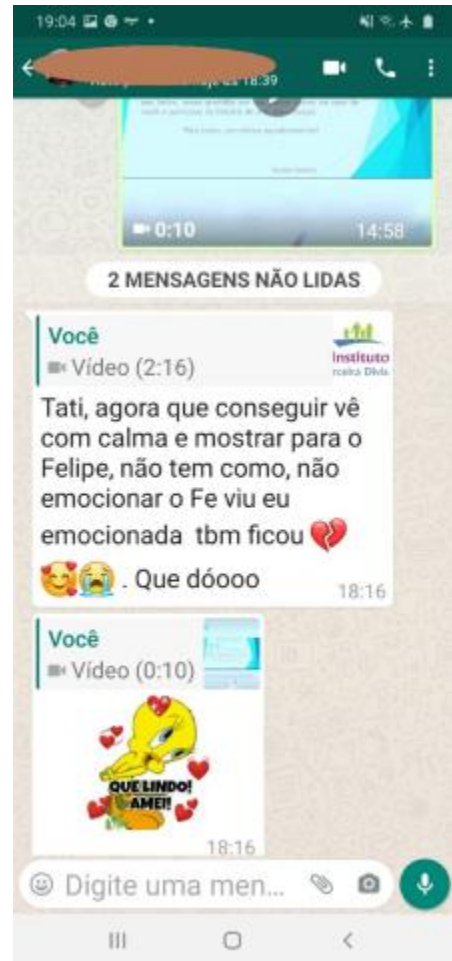 19:04
18:39
0:10
14:58
2 MENSAGENS NÃO LIDAS
Você
Vídeo (2:16)
Instituto
Tati, agora que conseguir vê
com calma e mostrar para o
Felipe, não tem como, não
emocionar o Fe viu eu
emocionada tbm ficou
. Que dóooo
18:16
Você
Vídeo (0:10)
QUE LINDO!
AMEI!
18:16
Digite uma men...